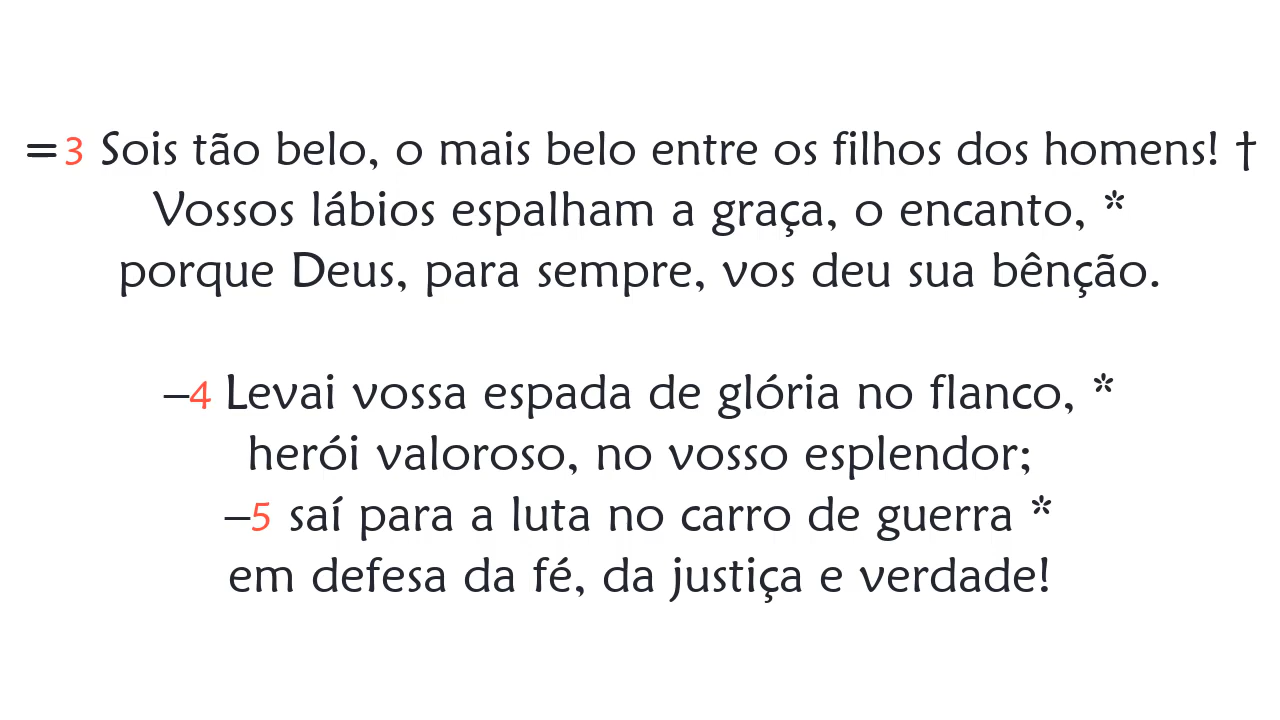 =3 Sois tão belo, o mais belo entre os filhos dos homens! †
Vossos lábios espalham a graça, o encanto, *
porque Deus, para sempre, vos deu sua bênção.
–4 Levai vossa espada de glória no flanco, *
herói valoroso, no vosso esplendor;
–5 saí para a luta no carro de guerra *
em defesa da fé, da justiça e verdade!